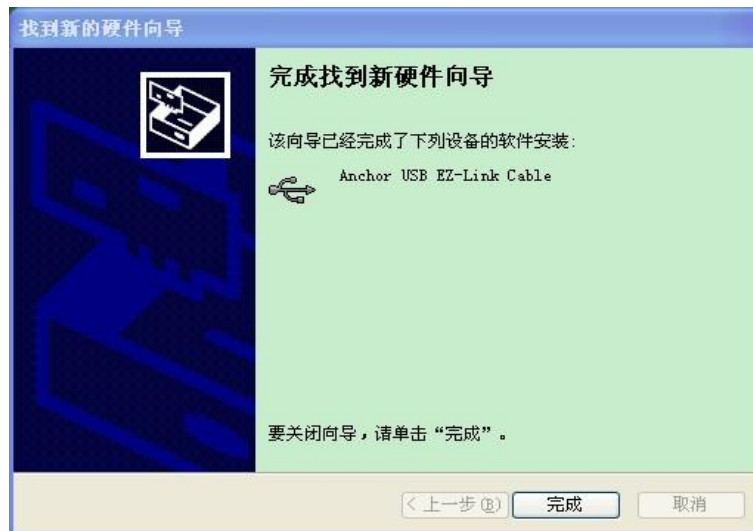 找到新的硬件向导
完成找到新硬件向导
该向导已经完成了下列设备的软件安装:
Anchor USB EZ-Link Cable
要关闭向导，请单击“完成”。
<上一步(B) 完成 取消